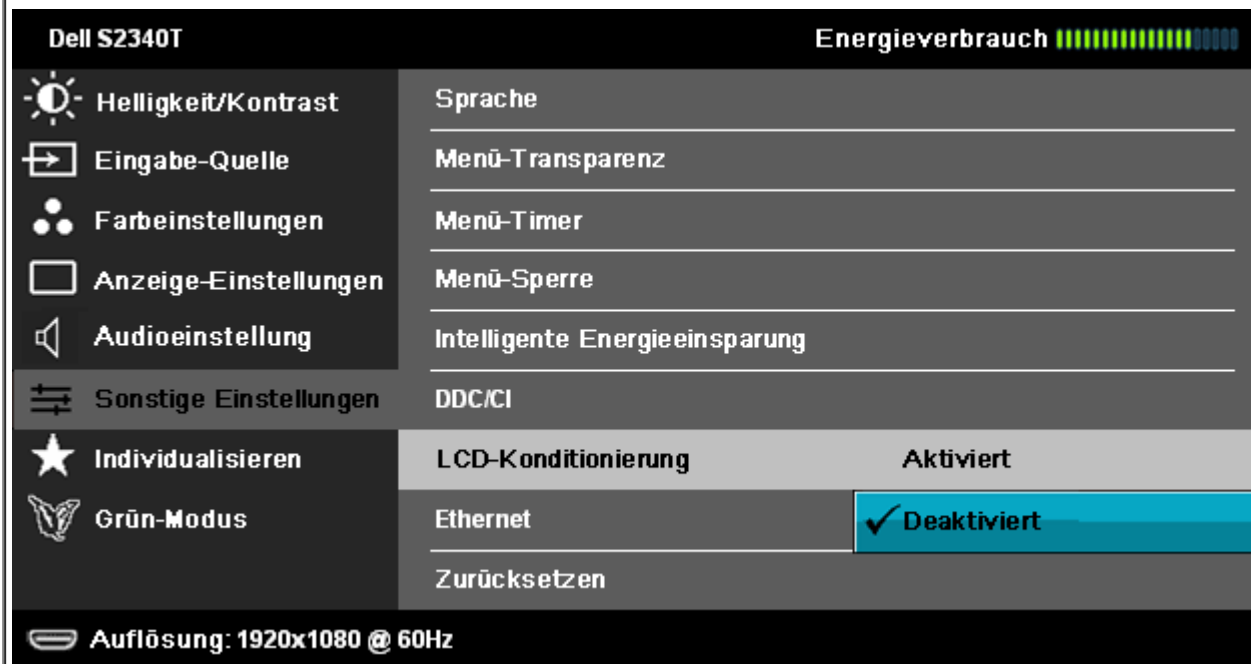 Dell S2340T
Energieverbrauch
Helligkeit/Kontrast
Eingabe-Quelle
Farbeinstellungen
Anzeige-Einstellungen
Audioeinstellung
Sonstige Einstellungen
Individualisieren
Grün-Modus
Sprache
Menü-Transparenz
Menü-Timer
Menü-Sperre
Intelligente Energieeinsparung
DDC/CI
LCD-Konditionierung
Aktiviert
Ethernet
Deaktiviert
Zurücksetzen
Auflösung: 1920x1080 @ 60Hz